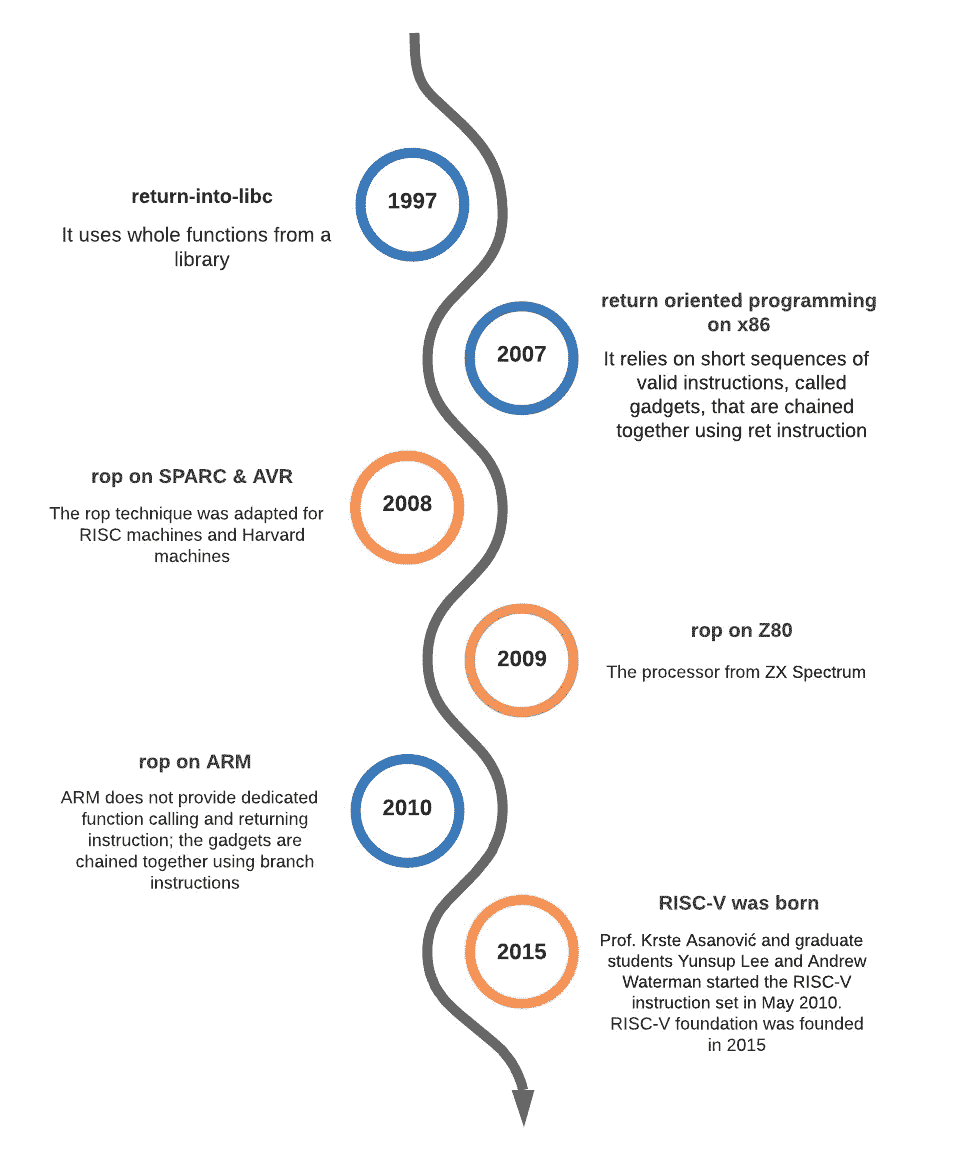 return-into-libc
It uses whole functions from a
library
1997
return oriented programming
on x86
It relies on short sequences of
valid instructions, called
gadgets, that are chained
together using ret instruction
2007
rop on SPARC & AVR
The rop technique was adapted for
RISC machines and Harvard
machines
2008
rop on Z80
The processor from ZX Spectrum
2009
rop on ARM
ARM does not provide dedicated
function calling and returning
instruction; the gadgets are
chained together using branch
instructions
2010
RISC-V was born
Prof. Krste Asanović and graduate
students Yunsup Lee and Andrew
Waterman started the RISC-V
instruction set in May 2010.
RISC-V foundation was founded
in 2015
2015